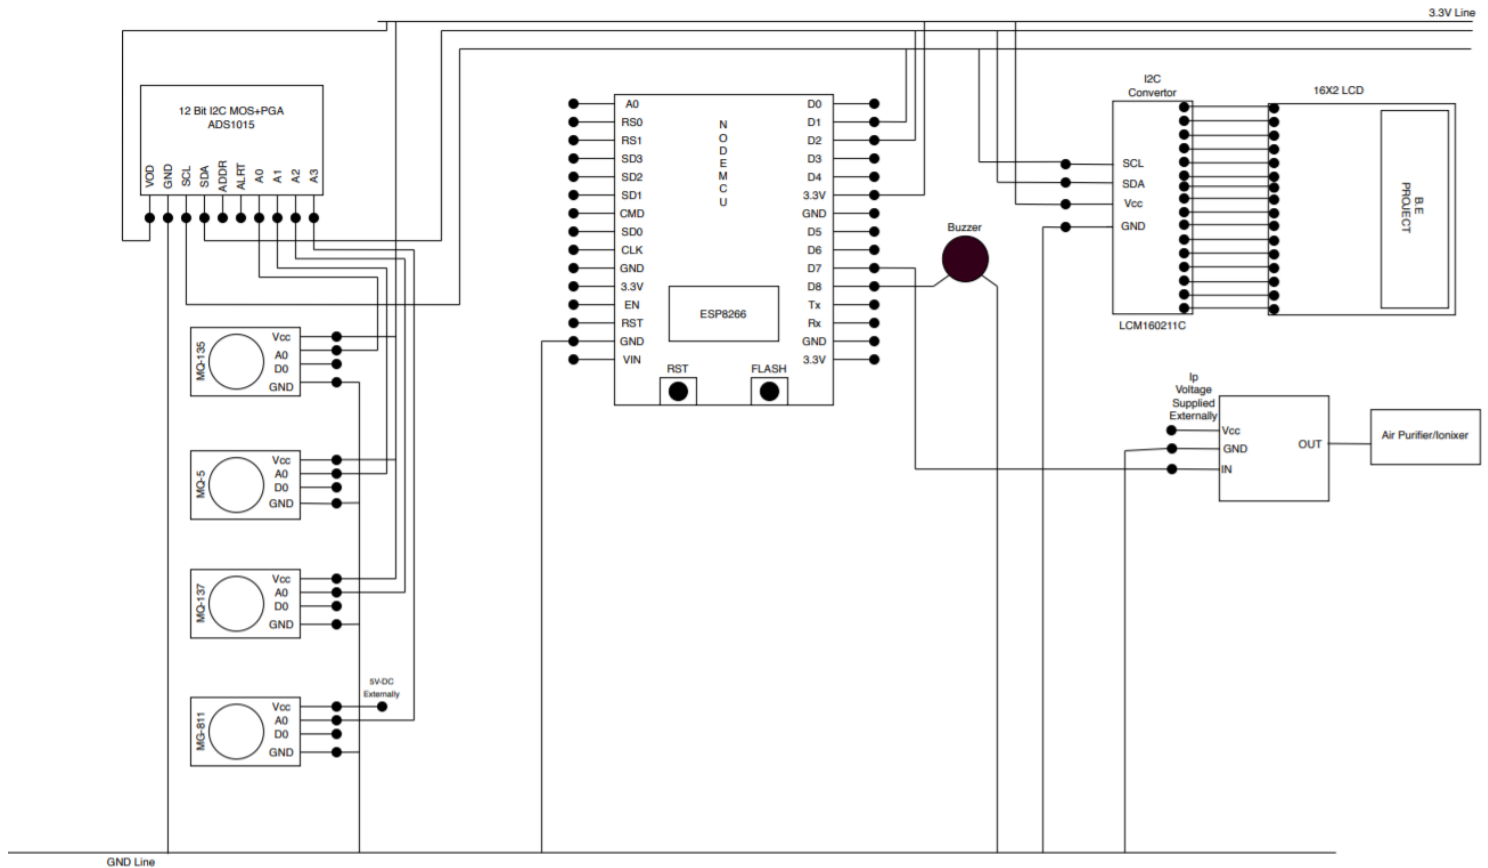 3.3V Line
12 Bit I2C MOS+PGA
ADS1015
VOD
GND
SCL
SDA
ADDR
ALRT
A0
A1
A2
A3
MQ-135
Vcc
A0
D0
GND
MQ-5
Vcc
A0
D0
GND
MQ-137
Vcc
A0
D0
GND
MG-811
Vcc
A0
D0
GND
5V-DC
Externally
GND Line
A0
RS0
RS1
SD3
SD2
SD1
CMD
SD0
CLK
GND
3.3V
EN
RST
GND
VIN
NODEMCU
ESP8266
RST
FLASH
D0
D1
D2
D3
D4
3.3V
GND
D5
D6
D7
D8
Tx
Rx
GND
3.3V
Buzzer
I2C
Convertor
SCL
SDA
Vcc
GND
LCM160211C
16X2 LCD
B.E
PROJECT
Ip
Voltage
Supplied
Externally
Vcc
GND
IN
OUT
Air Purifier/Ionixer